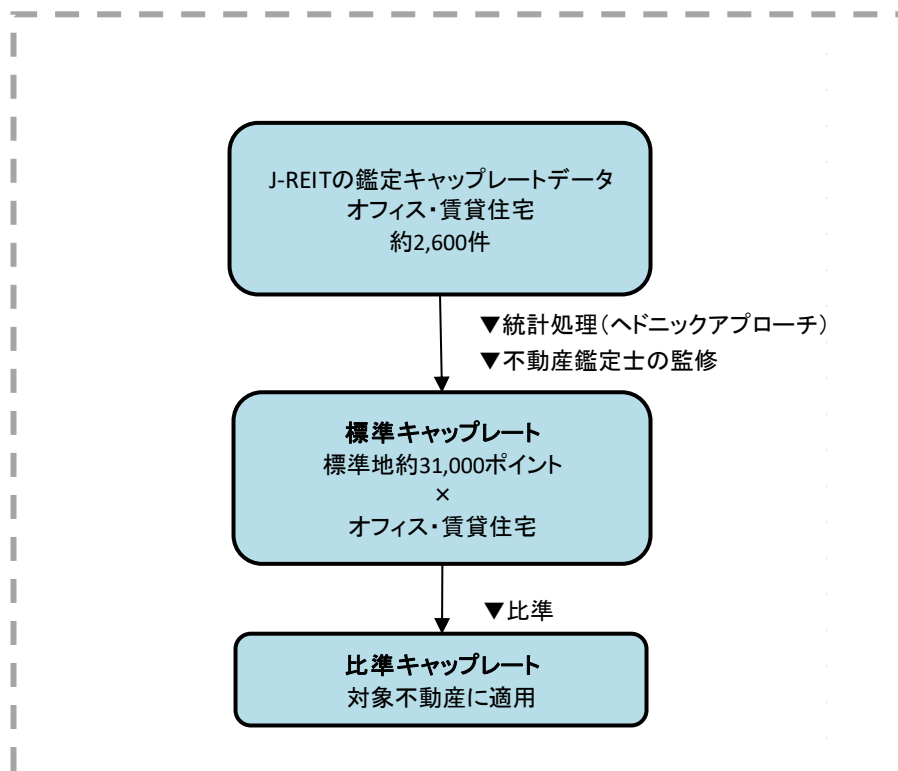 J-REITの鑑定キャップレートデータ
オフィス・賃貸住宅
約2,600件
▼統計処理（ヘドニックアプローチ）
▼不動産鑑定士の監修
標準キャップレート
標準地約31,000ポイント
×
オフィス・賃貸住宅
▼比準
比準キャップレート
対象不動産に適用